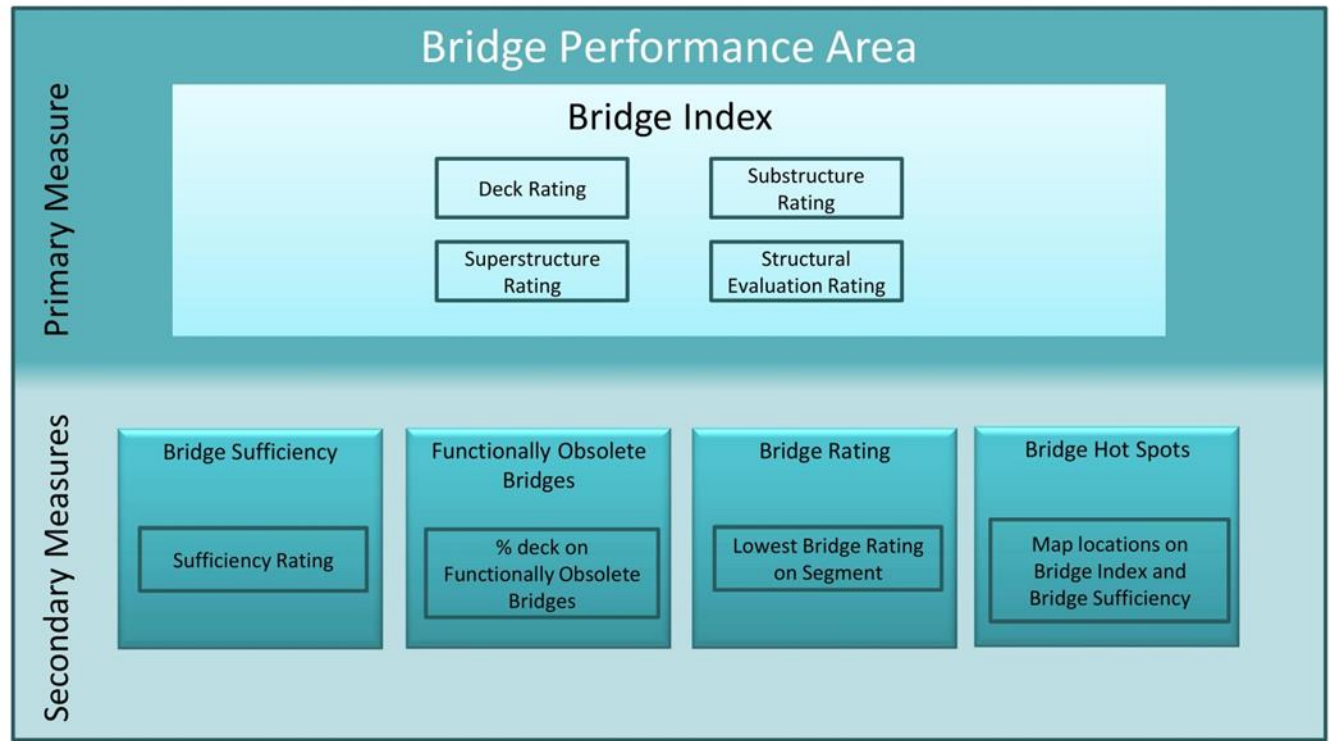 Bridge Performance Area
Primary Measure
Bridge Index
Deck Rating
Substructure
Rating
Superstructure
Rating
Structural
Evaluation Rating
Secondary Measures
Bridge Sufficiency
Sufficiency Rating
Functionally Obsolete
Bridges
% deck on
Functionally Obsolete
Bridges
Bridge Rating
Lowest Bridge Rating
on Segment
Bridge Hot Spots
Map locations on
Bridge Index and
Bridge Sufficiency